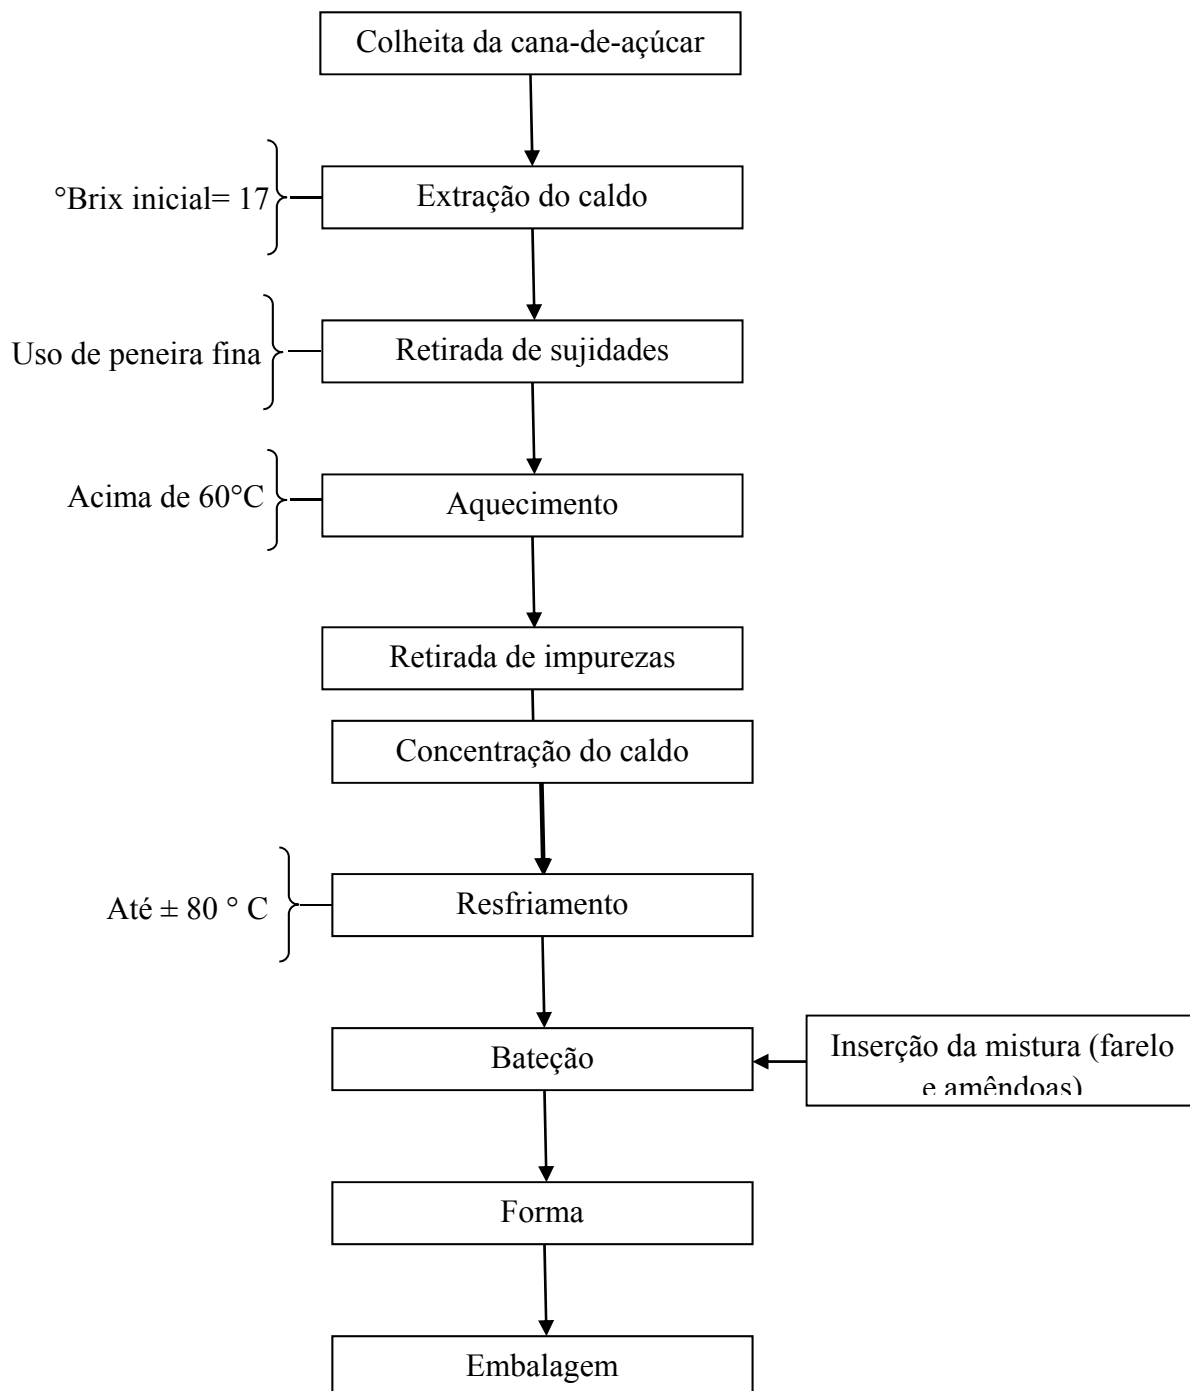 Colheita da cana-de-açúcar
°Brix inicial= 17
Extração do caldo
Uso de peneira fina
Retirada de sujidades
Acima de 60°C
Aquecimento
Retirada de impurezas
Concentração do caldo
Até ± 80 ° C
Resfriamento
Bateção
Inserção da mistura (farelo
e amêndoas)
Forma
Embalagem